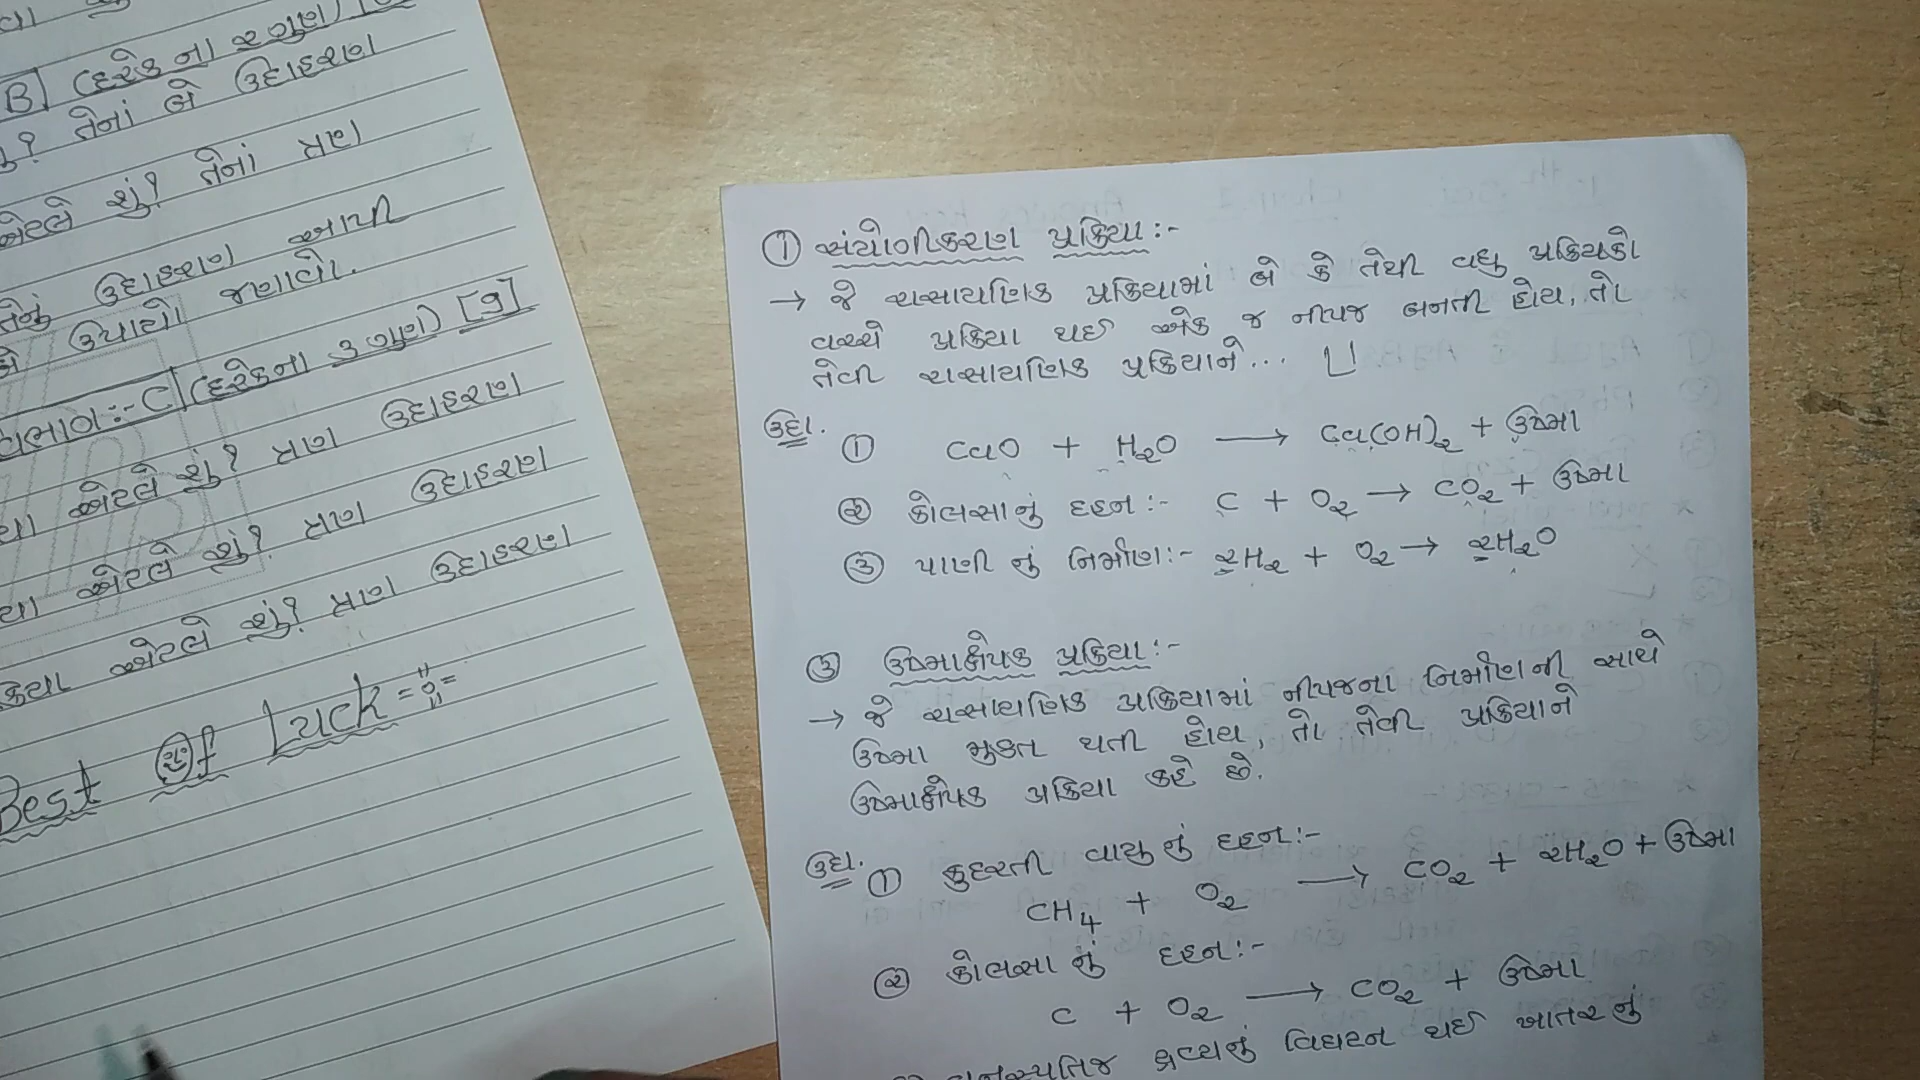 B (દરેકના ૨ ગુણ)
? તેનાં બે ઉદાહરણ
એટલે શું? તેનાં ત્રણ
તેનું ઉદાહરણ આપી
ઉપાયો જણાવો.
વિભાગ:- C (દરેકના ૩ ગુણ) [9]
એટલે શું? ત્રણ ઉદાહરણ
એટલે શું? ત્રણ ઉદાહરણ
એટલે શું? ત્રણ ઉદાહરણ
Best Of Luck
① સંયોગીકરણ પ્રક્રિયા:-
→ જે રાસાયણિક પ્રક્રિયામાં બે કે તેથી વધુ પ્રક્રિયકો
વચ્ચે પ્રક્રિયા થઈ એક જ નીપજ બનતી હોય, તો
તેવી રાસાયણિક પ્રક્રિયાને...
ઉદા. ① CaO + H₂O ⟶ Ca(OH)₂ + ઉષ્મા
② કોલસાનું દહન:- C + O₂ → CO₂ + ઉષ્મા
③ પાણી નું નિર્માણ:- 2H₂ + O₂ → 2H₂O
③ ઉષ્માક્ષેપક પ્રક્રિયા:-
→ જે રાસાયણિક પ્રક્રિયામાં નીપજના નિર્માણની સાથે
ઉષ્મા મુક્ત થતી હોય, તો તેવી પ્રક્રિયાને
ઉષ્માક્ષેપક પ્રક્રિયા કહે છે.
ઉદા. ① કુદરતી વાયુ નું દહન:-
CH₄ + O₂ ⟶ CO₂ + 2H₂O + ઉષ્મા
② કોલસા નું દહન:-
C + O₂ ⟶ CO₂ + ઉષ્મા
વનસ્પતિજ દ્રવ્યનું વિઘટન થઈ ખાતરનું